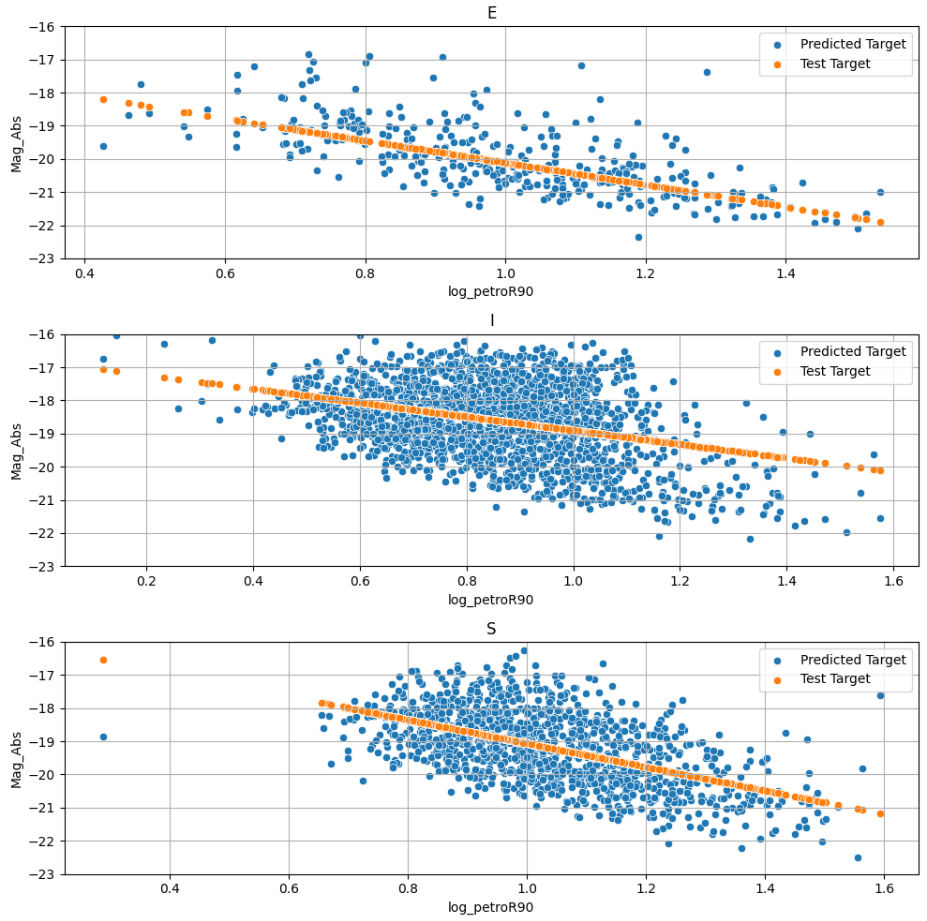 E
−16
−17
−18
−19
−20
−21
−22
−23
Mag_Abs
Predicted Target
Test Target
0.4 0.6 0.8 1.0 1.2 1.4
log_petroR90
I
−16
−17
−18
−19
−20
−21
−22
−23
Mag_Abs
Predicted Target
Test Target
0.2 0.4 0.6 0.8 1.0 1.2 1.4 1.6
log_petroR90
S
−16
−17
−18
−19
−20
−21
−22
−23
Mag_Abs
Predicted Target
Test Target
0.4 0.6 0.8 1.0 1.2 1.4 1.6
log_petroR90